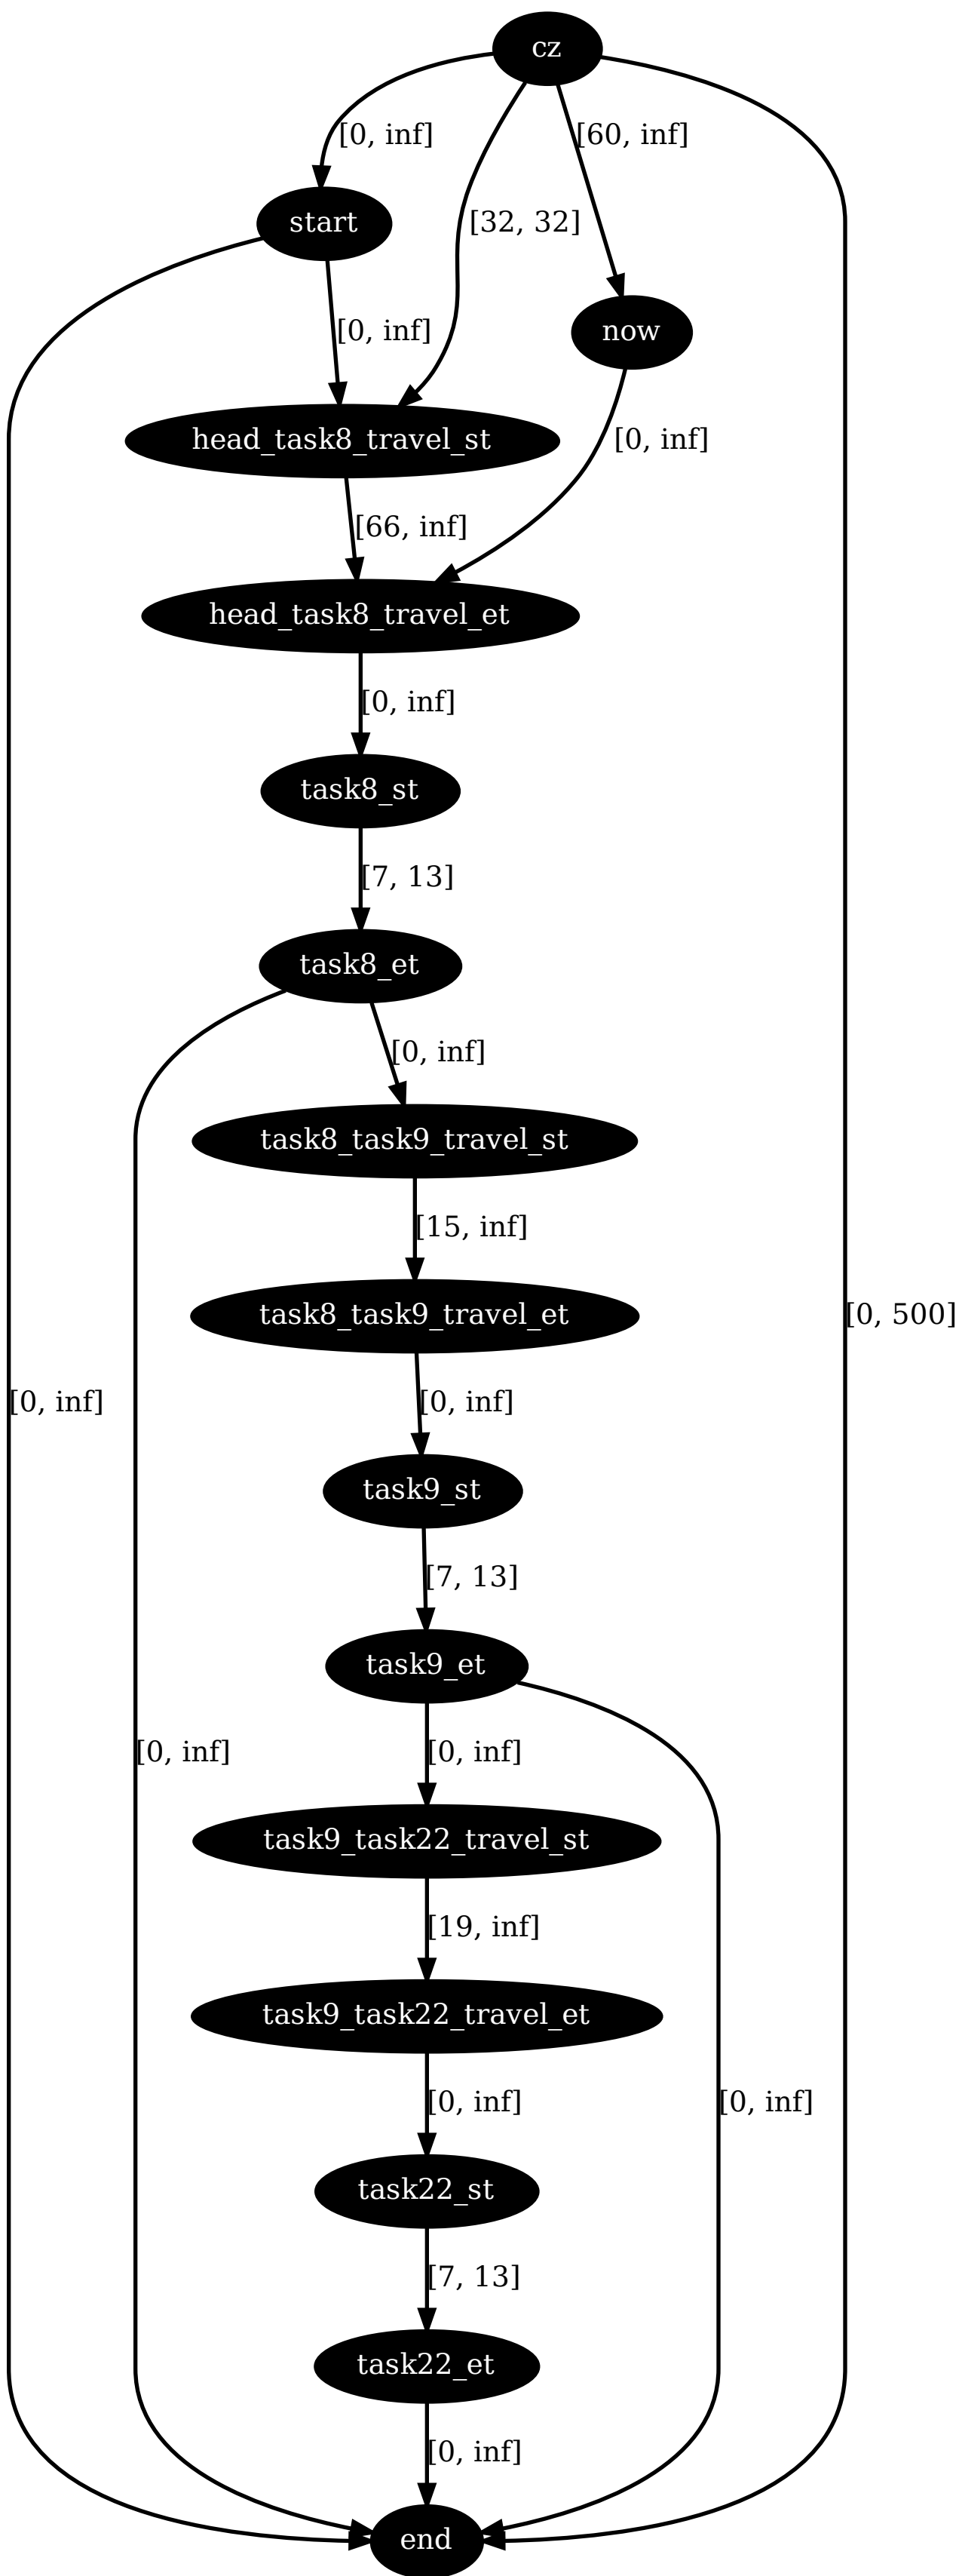 cz
[0, inf]
[60, inf]
start
[32, 32]
now
[0, inf]
head_task8_travel_st
[0, inf]
[66, inf]
head_task8_travel_et
[0, inf]
task8_st
[7, 13]
task8_et
[0, inf]
task8_task9_travel_st
[15, inf]
task8_task9_travel_et
[0, 500]
[0, inf]
[0, inf]
task9_st
[7, 13]
task9_et
[0, inf]
[0, inf]
task9_task22_travel_st
[19, inf]
task9_task22_travel_et
[0, inf]
[0, inf]
task22_st
[7, 13]
task22_et
[0, inf]
end